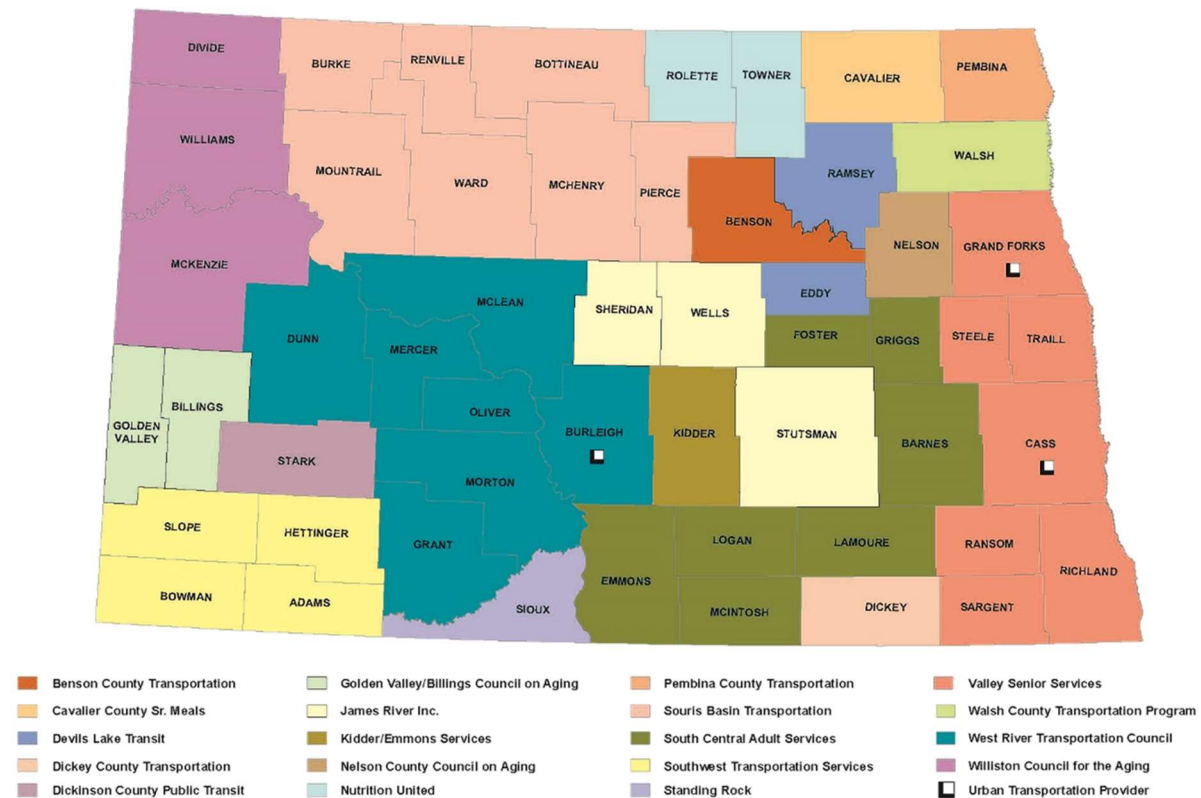 DIVIDE
BURKE
RENVILLE
BOTTINEAU
ROLETTE
TOWNER
CAVALIER
PEMBINA
WILLIAMS
MOUNTRAIL
WARD
MCHENRY
PIERCE
BENSON
RAMSEY
WALSH
MCKENZIE
NELSON
GRAND FORKS
DUNN
MCLEAN
MERCER
SHERIDAN
WELLS
EDDY
FOSTER
GRIGGS
STEELE
TRAILL
GOLDEN
VALLEY
BILLINGS
OLIVER
STARK
BURLEIGH
KIDDER
STUTSMAN
BARNES
CASS
MORTON
SLOPE
HETTINGER
GRANT
LOGAN
LAMOURE
RANSOM
RICHLAND
BOWMAN
ADAMS
SIOUX
EMMONS
MCINTOSH
DICKEY
SARGENT
Benson County Transportation
Cavalier County Sr. Meals
Devils Lake Transit
Dickey County Transportation
Dickinson County Public Transit
Golden Valley/Billings Council on Aging
James River Inc.
Kidder/Emmons Services
Nelson County Council on Aging
Nutrition United
Pembina County Transportation
Souris Basin Transportation
South Central Adult Services
Southwest Transportation Services
Standing Rock
Valley Senior Services
Walsh County Transportation Program
West River Transportation Council
Williston Council for the Aging
Urban Transportation Provider